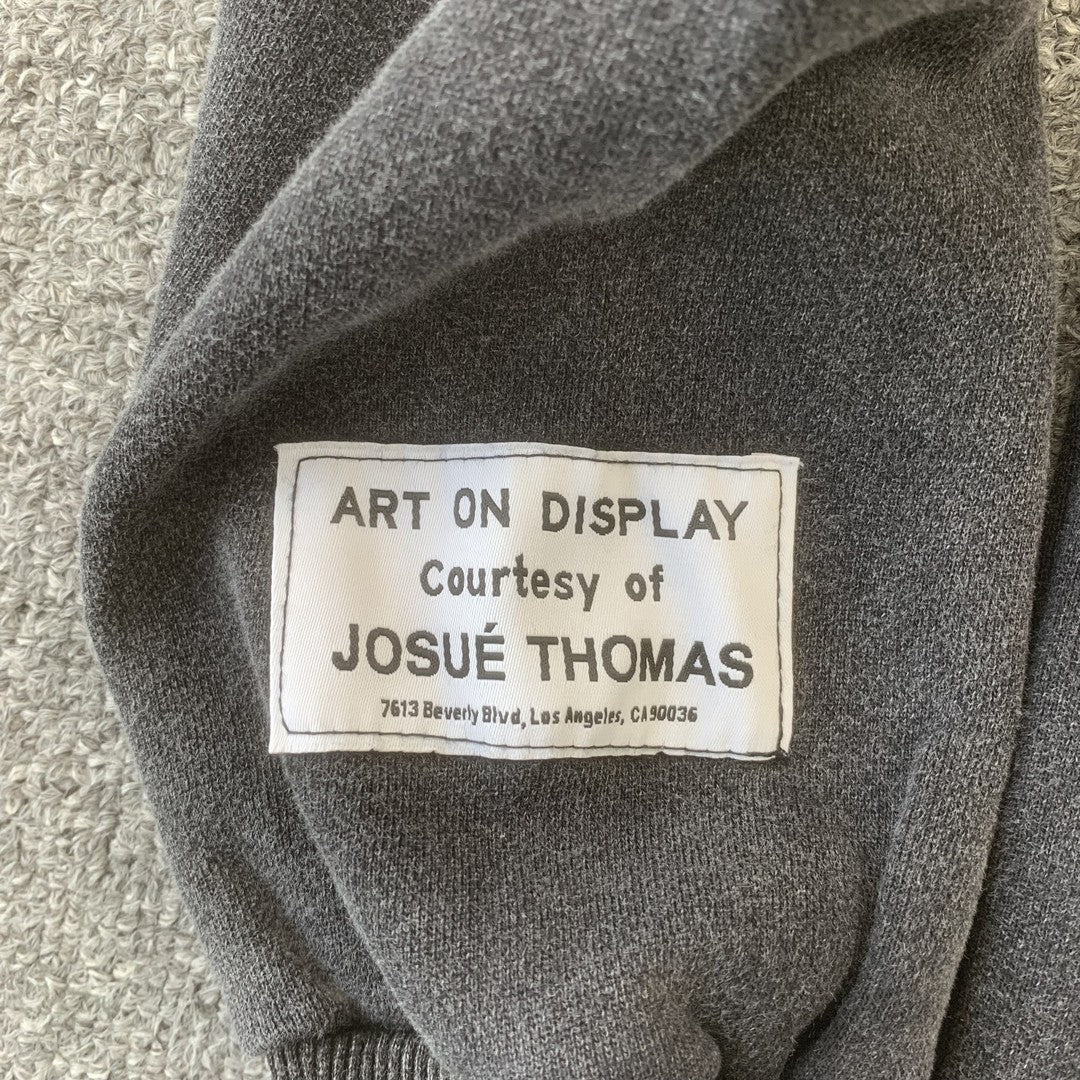 ART ON DISPLAY
Courtesy of
JOSUÉ THOMAS
7613 Beverly Blvd, Los Angeles, CA90036